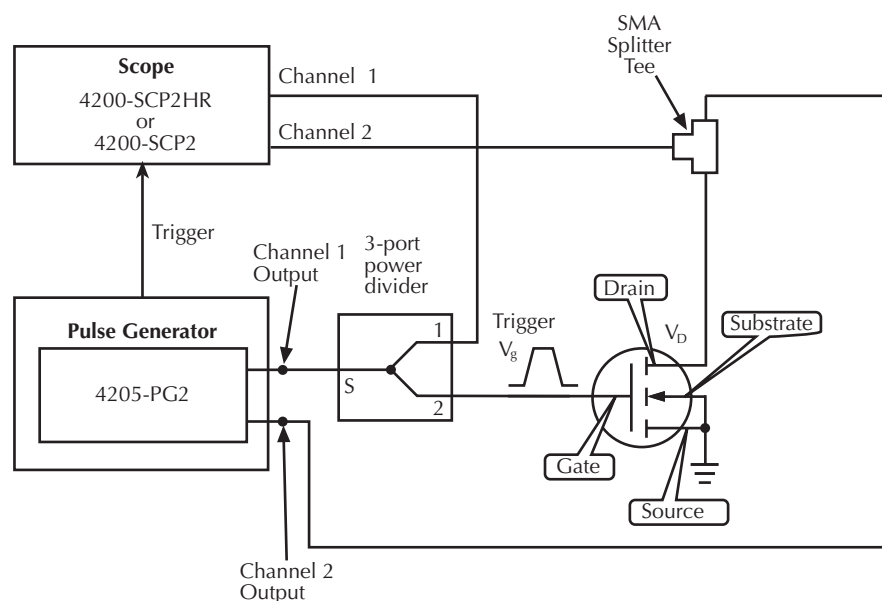 SMA
Splitter
Tee
Scope
4200-SCP2HR
or
4200-SCP2
Channel 1
Channel 2
Trigger
Channel 1
Output
3-port
power
divider
Pulse Generator
4205-PG2
S
1
2
Trigger
Vg
Drain
VD
Substrate
Gate
Source
Channel 2
Output